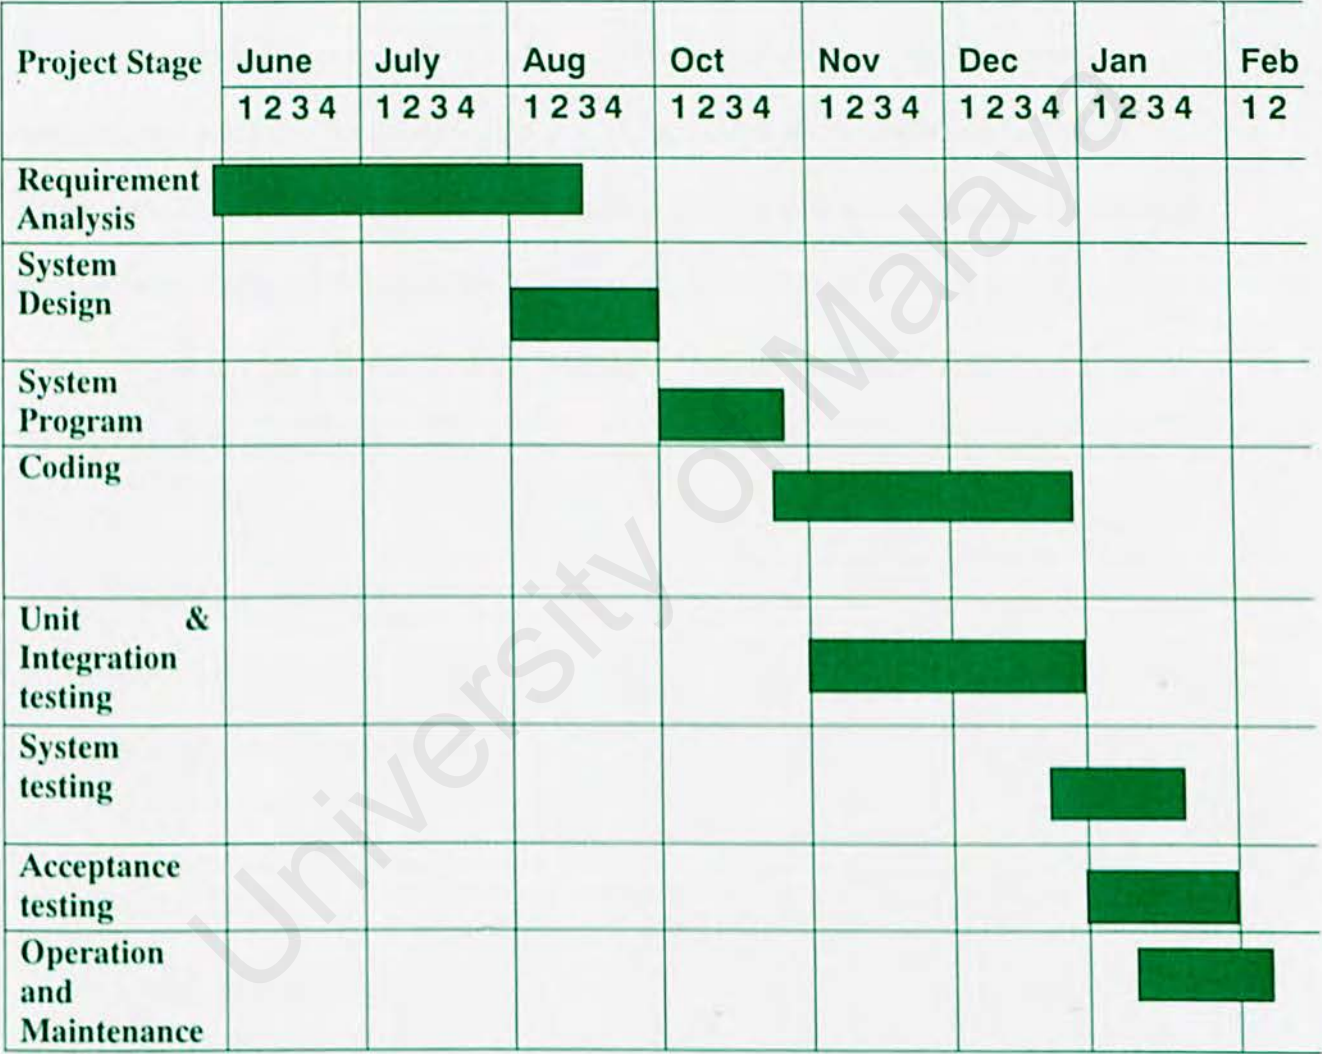 Project Stage June July Aug Oct Nov Dec Jan Feb
1 2 3 4 1 2 3 4 1 2 3 4 1 2 3 4 1 2 3 4 1 2 3 4 1 2 3 4 1 2
Requirement
Analysis
System
Design
System
Program
Coding
Unit &
Integration
testing
System
testing
Acceptance
testing
Operation
and
Maintenance
University of Malaya